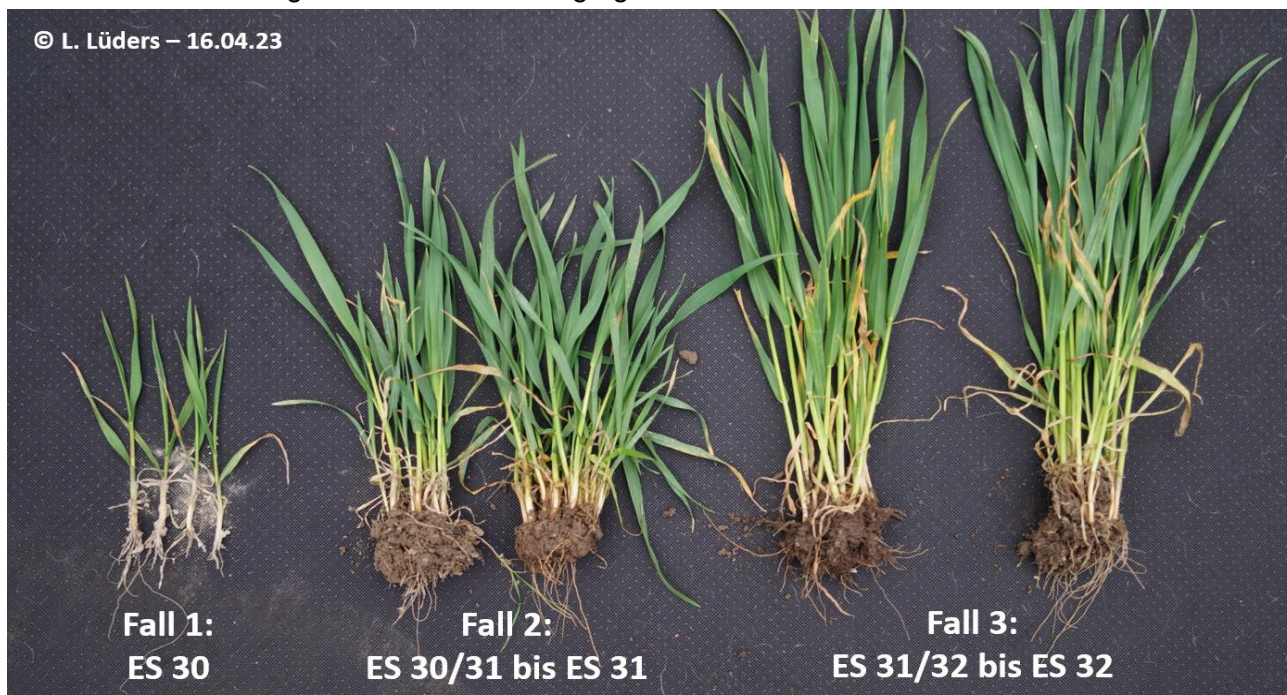 © L. Lüders – 16.04.23
Fall 1:
ES 30
Fall 2:
ES 30/31 bis ES 31
Fall 3:
ES 31/32 bis ES 32